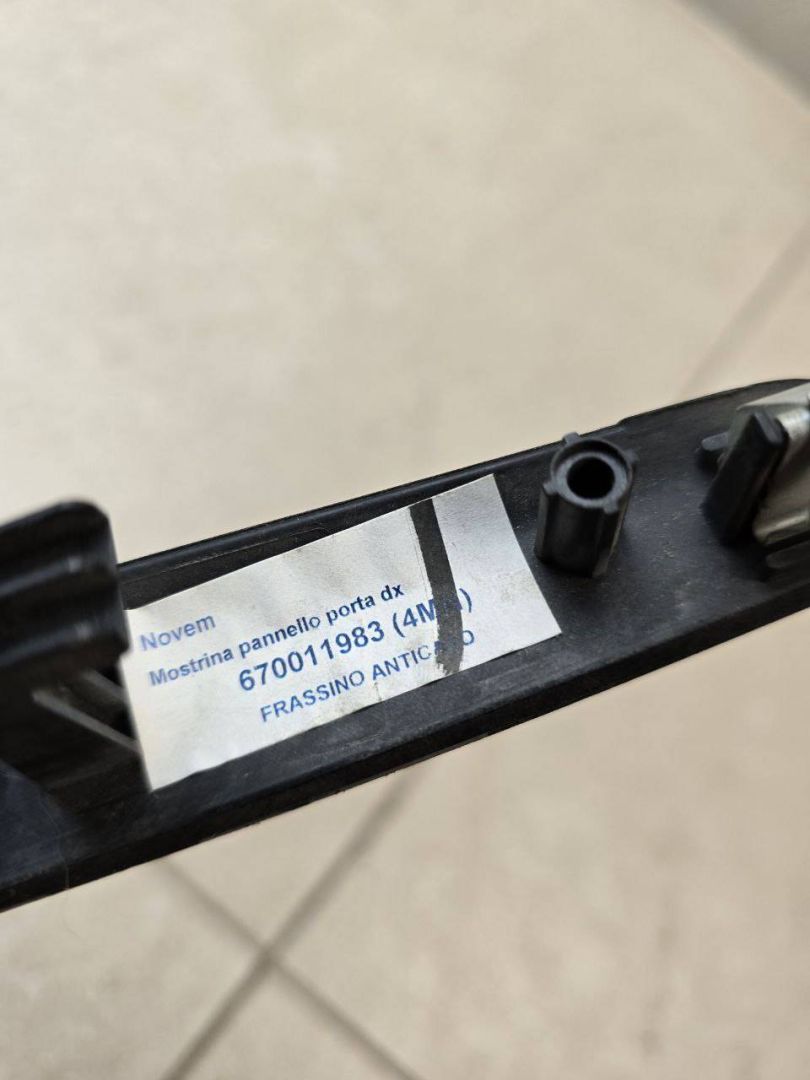 Novem
Mostrina pannello porta dx
670011983
FRASSINO